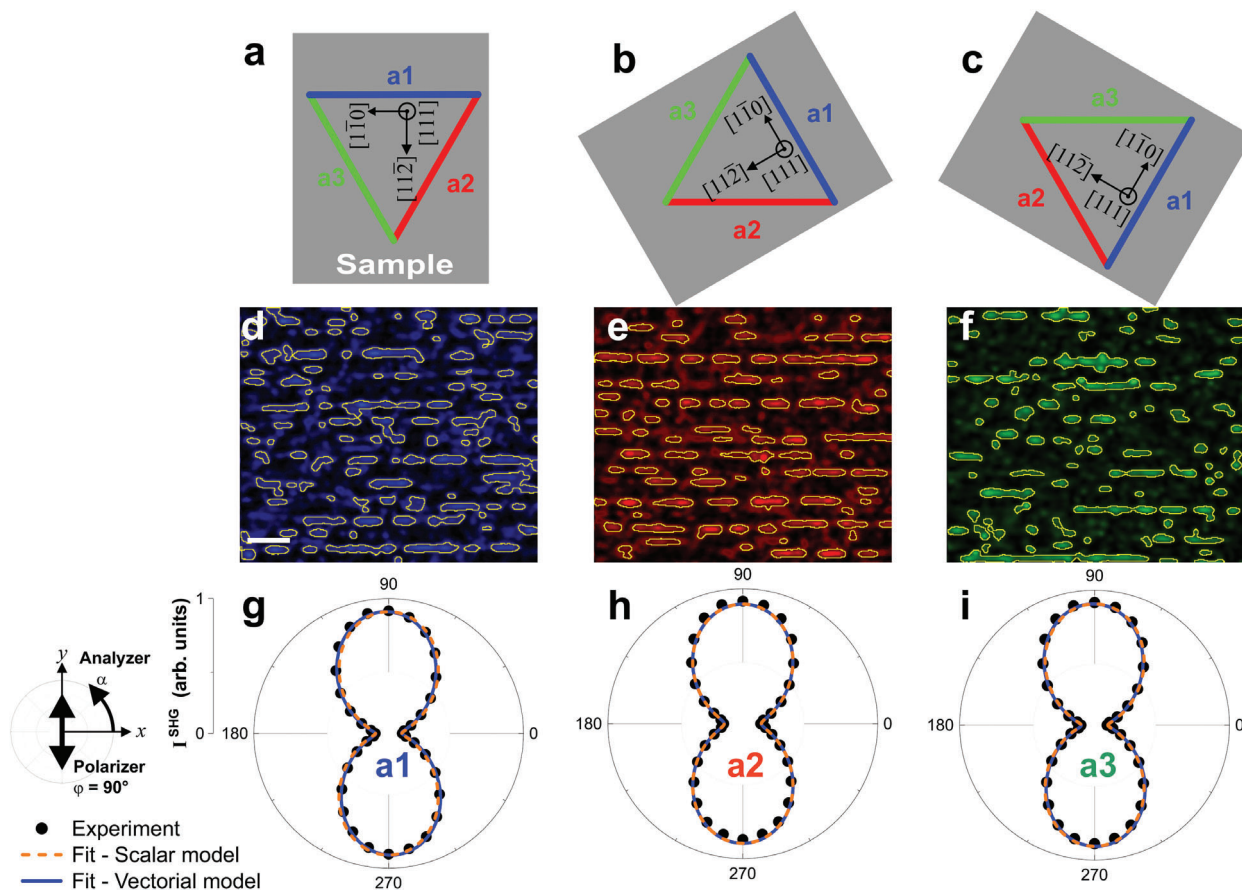 a
a1
[11̄0]
[111]
[112̄]
a3
a2
Sample
b
a3
[11̄0]
a1
[112̄]
[111]
a2
c
a3
[11̄0]
[112̄]
[111]
a2
a1
d
e
f
g
90
180
0
270
a1
h
90
180
0
270
a2
i
90
180
0
270
a3
1
0
I SHG (arb. units)
y
Analyzer
α
x
Polarizer
φ = 90°
Experiment
Fit - Scalar model
Fit - Vectorial model